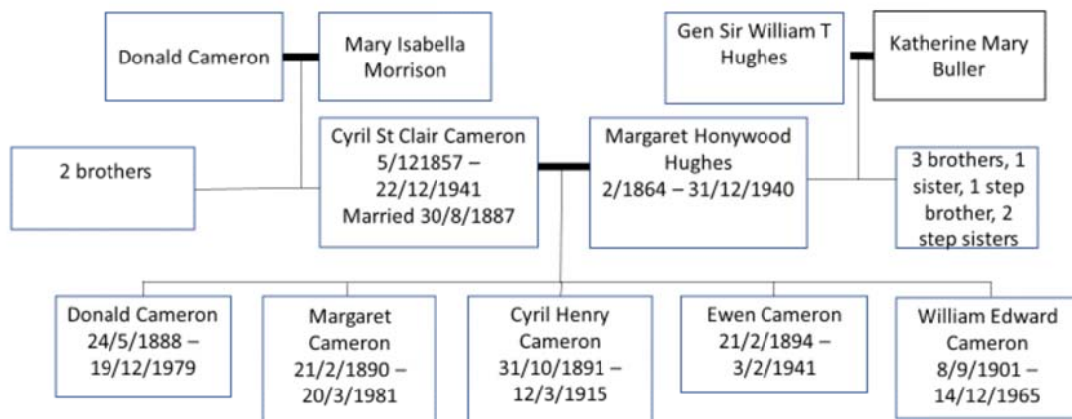 Donald Cameron
Mary Isabella
Morrison
Gen Sir William T
Hughes
Katherine Mary
Buller
2 brothers
Cyril St Clair Cameron
5/121857 –
22/12/1941
Married 30/8/1887
Margaret Honywood
Hughes
2/1864 – 31/12/1940
3 brothers, 1
sister, 1 step
brother, 2
step sisters
Donald Cameron
24/5/1888 –
19/12/1979
Margaret
Cameron
21/2/1890 –
20/3/1981
Cyril Henry
Cameron
31/10/1891 –
12/3/1915
Ewen Cameron
21/2/1894 –
3/2/1941
William Edward
Cameron
8/9/1901 –
14/12/1965